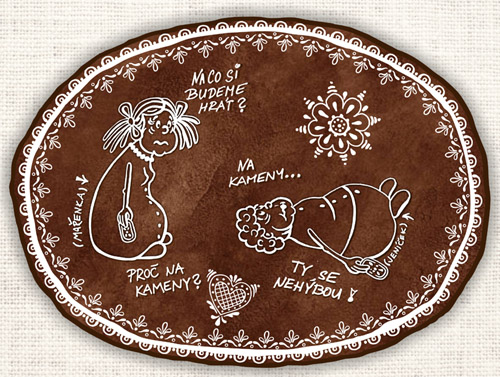 NA CO SI
BUDEME
HRÁT?
NA
KAMENY...
(MAŘENKA)
(JENÍČEK)
PROČ NA
KAMENY?
TY SE
NEHÝBOU!